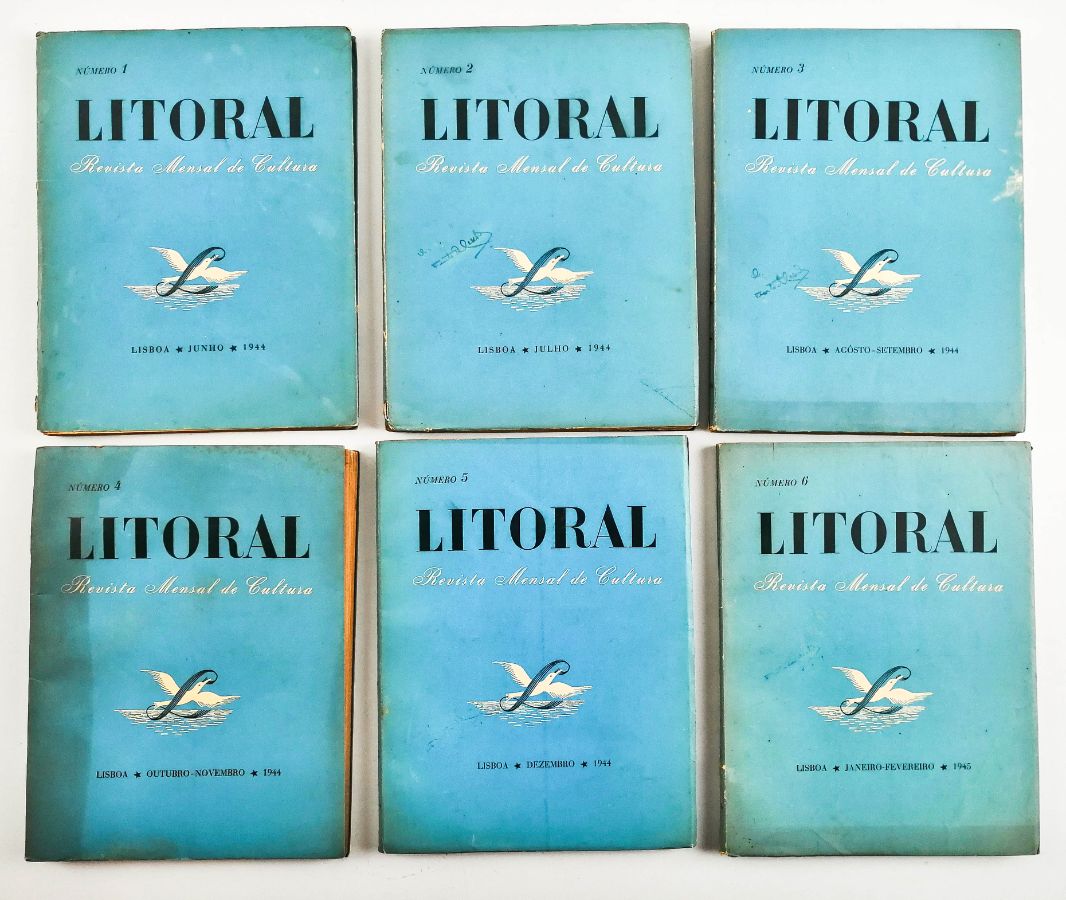 NÚMERO 1
LITORAL
Revista Mensal de Cultura
L
LISBOA ★ JUNHO ★ 1944
NÚMERO 2
LITORAL
Revista Mensal de Cultura
L
LISBOA ★ JULHO ★ 1944
NÚMERO 3
LITORAL
Revista Mensal de Cultura
L
LISBOA ★ AGÓSTO-SETEMBRO ★ 1944
NÚMERO 4
LITORAL
Revista Mensal de Cultura
L
LISBOA ★ OUTUBRO-NOVEMBRO ★ 1944
NÚMERO 5
LITORAL
Revista Mensal de Cultura
L
LISBOA ★ DEZEMBRO ★ 1944
NÚMERO 6
LITORAL
Revista Mensal de Cultura
L
LISBOA ★ JANEIRO-FEVEREIRO ★ 1945